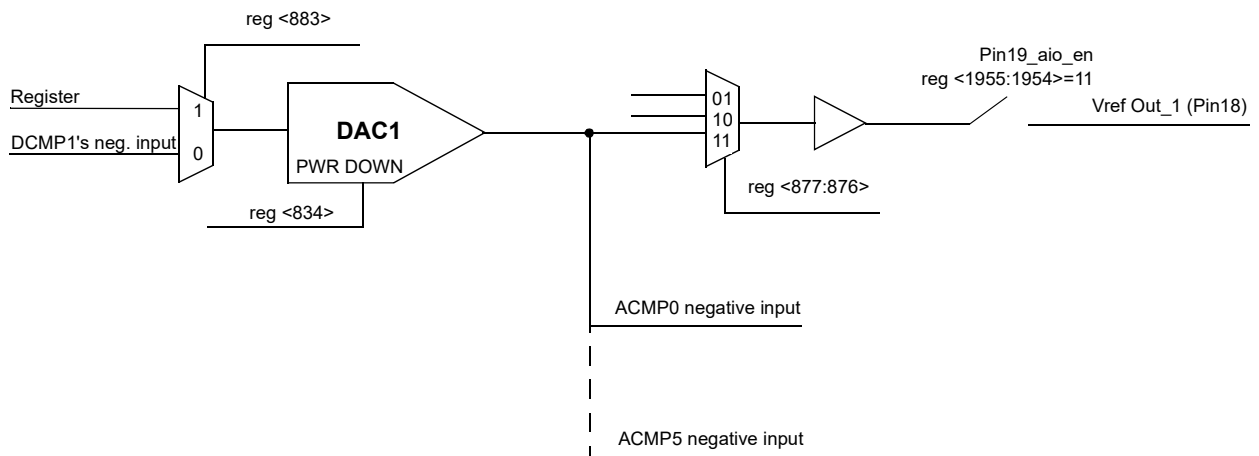 reg <883>
Register
1
DCMP1's neg. input
0
DAC1
PWR DOWN
reg <834>
01
10
11
reg <877:876>
Pin19_aio_en
reg <1955:1954>=11
Vref Out_1 (Pin18)
ACMP0 negative input
ACMP5 negative input